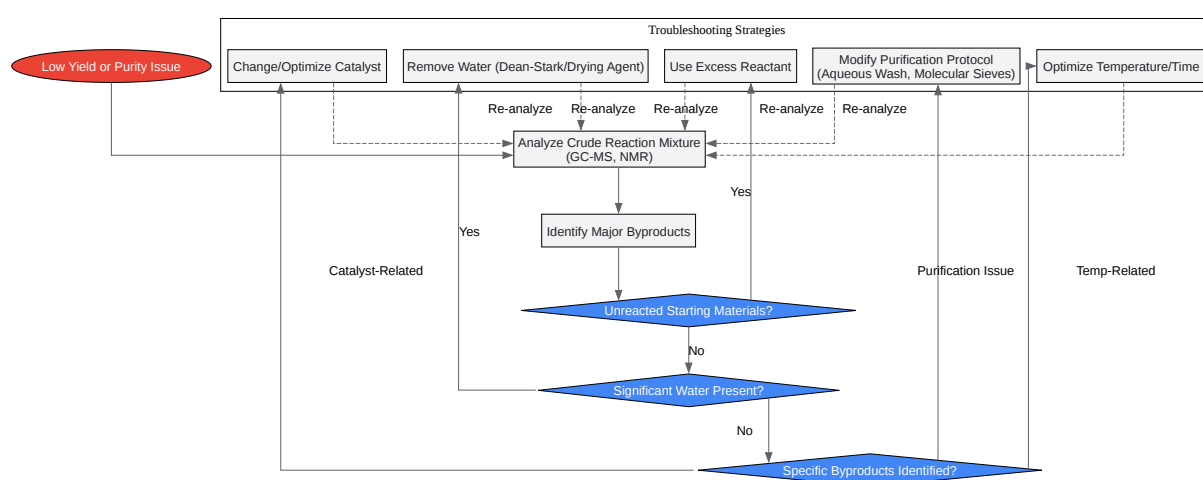 Troubleshooting Strategies
Low Yield or Purity Issue
Change/Optimize Catalyst
Remove Water (Dean-Stark/Drying Agent)
Use Excess Reactant
Modify Purification Protocol
(Aqueous Wash, Molecular Sieves)
Optimize Temperature/Time
Re-analyze
Re-analyze
Re-analyze
Re-analyze
Re-analyze
Analyze Crude Reaction Mixture
(GC-MS, NMR)
Yes
Identify Major Byproducts
Yes
Catalyst-Related
Purification Issue
Temp-Related
Unreacted Starting Materials?
No
Significant Water Present?
No
Specific Byproducts Identified?